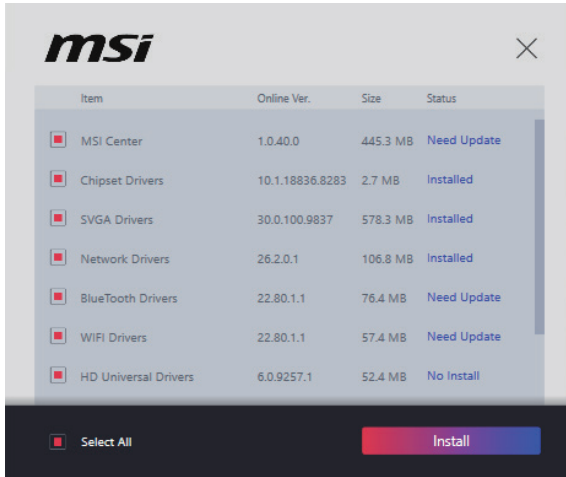 msi
Item Online Ver. Size Status
MSI Center 1.0.40.0 445.3 MB Need Update
Chipset Drivers 10.1.18836.8283 2.7 MB Installed
SVGA Drivers 30.0.100.9837 578.3 MB Installed
Network Drivers 26.2.0.1 106.8 MB Installed
BlueTooth Drivers 22.80.1.1 76.4 MB Need Update
WIFI Drivers 22.80.1.1 57.4 MB Need Update
HD Universal Drivers 6.0.9257.1 52.4 MB No Install
Select All Install